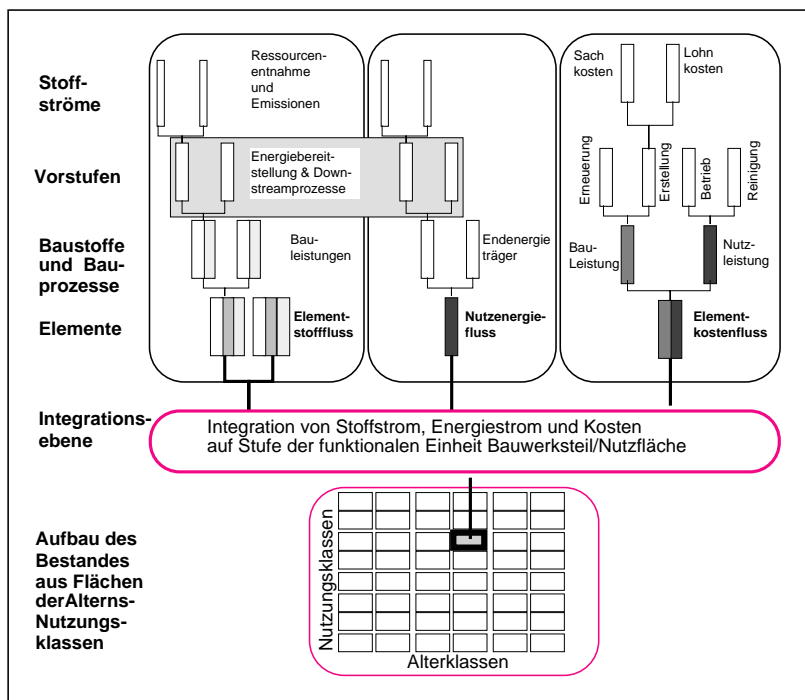 Stoff-
ströme
Ressourcen-
entnahme
und
Emissionen
Sach
kosten
Lohn
kosten
Vorstufen
Energiebereit-
stellung & Down-
streamprozesse
Erneuerung
Erstellung
Betrieb
Reinigung
Baustoffe
und Bau-
prozesse
Bau-
leistungen
Endenergie
träger
Bau-
Leistung
Nutz-
leistung
Elemente
Element-
stofffluss
Nutzenergie-
fluss
Element-
kostenfluss
Integrations-
ebene
Integration von Stoffstrom, Energiestrom und Kosten
auf Stufe der funktionalen Einheit Bauwerksteil/Nutzfläche
Aufbau des
Bestandes
aus Flächen
derAlterns-
Nutzungs-
klassen
Nutzungsklassen
Alterklassen